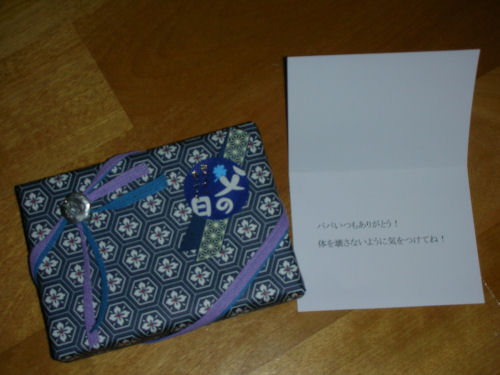 父の日
パパいつもありがとう！
体を壊さないように気をつけてね！